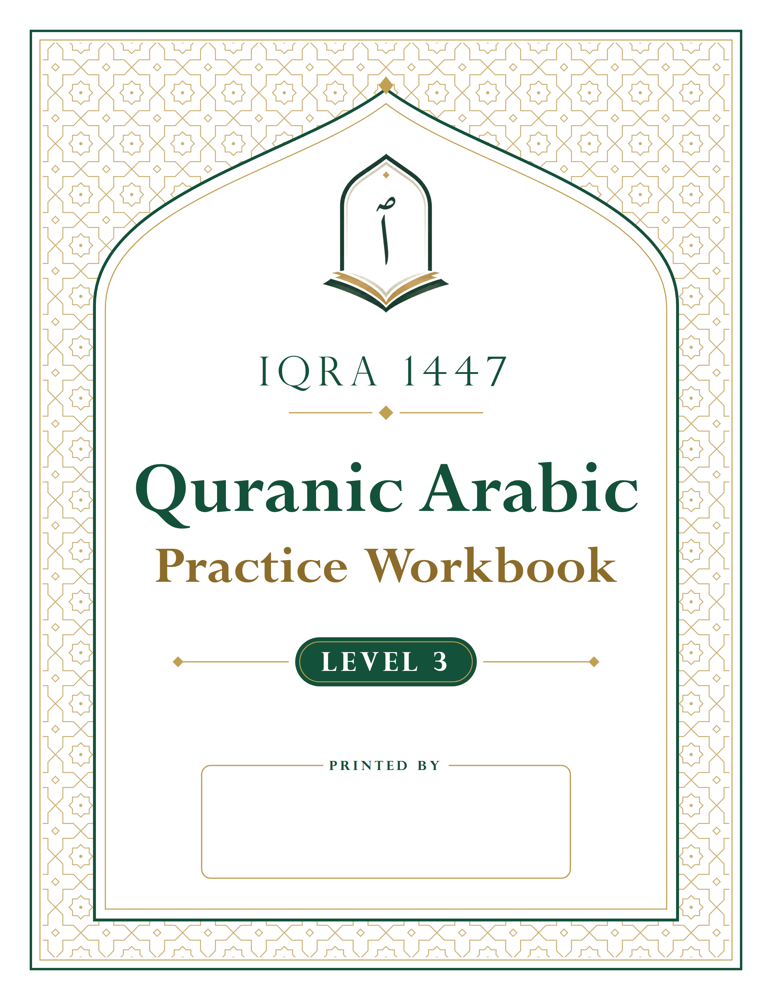 ٱ
IQRA 1447
Quranic Arabic
Practice Workbook
LEVEL 3
PRINTED BY